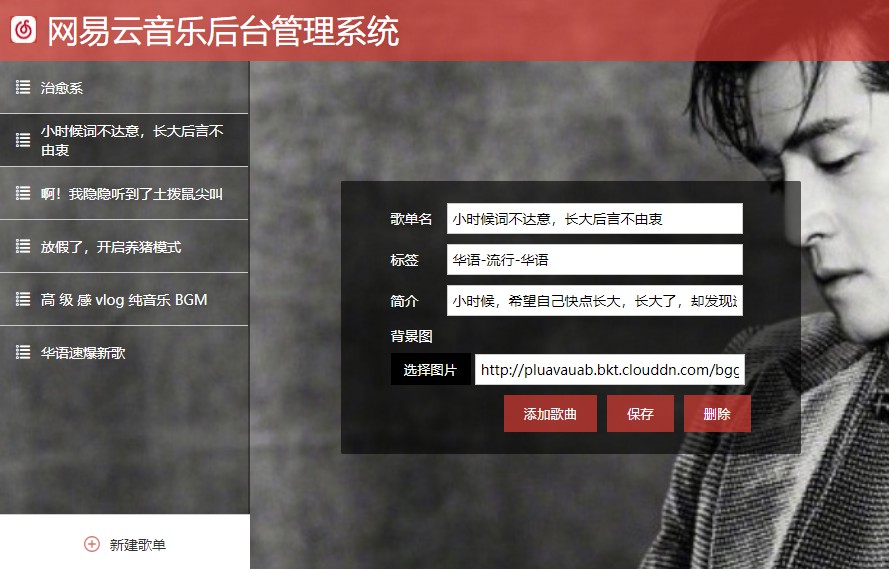 网易云音乐后台管理系统
治愈系
小时候词不达意，长大后言不
由衷
啊！我隐隐听到了土拨鼠尖叫
放假了，开启养猪模式
高 级 感 vlog 纯音乐 BGM
华语速爆新歌
新建歌单
歌单名 小时候词不达意，长大后言不由衷
标签 华语-流行-华语
简介 小时候，希望自己快点长大，长大了，却发现
背景图
选择图片 http://pluavauab.bkt.clouddn.com/bgg
添加歌曲 保存 删除